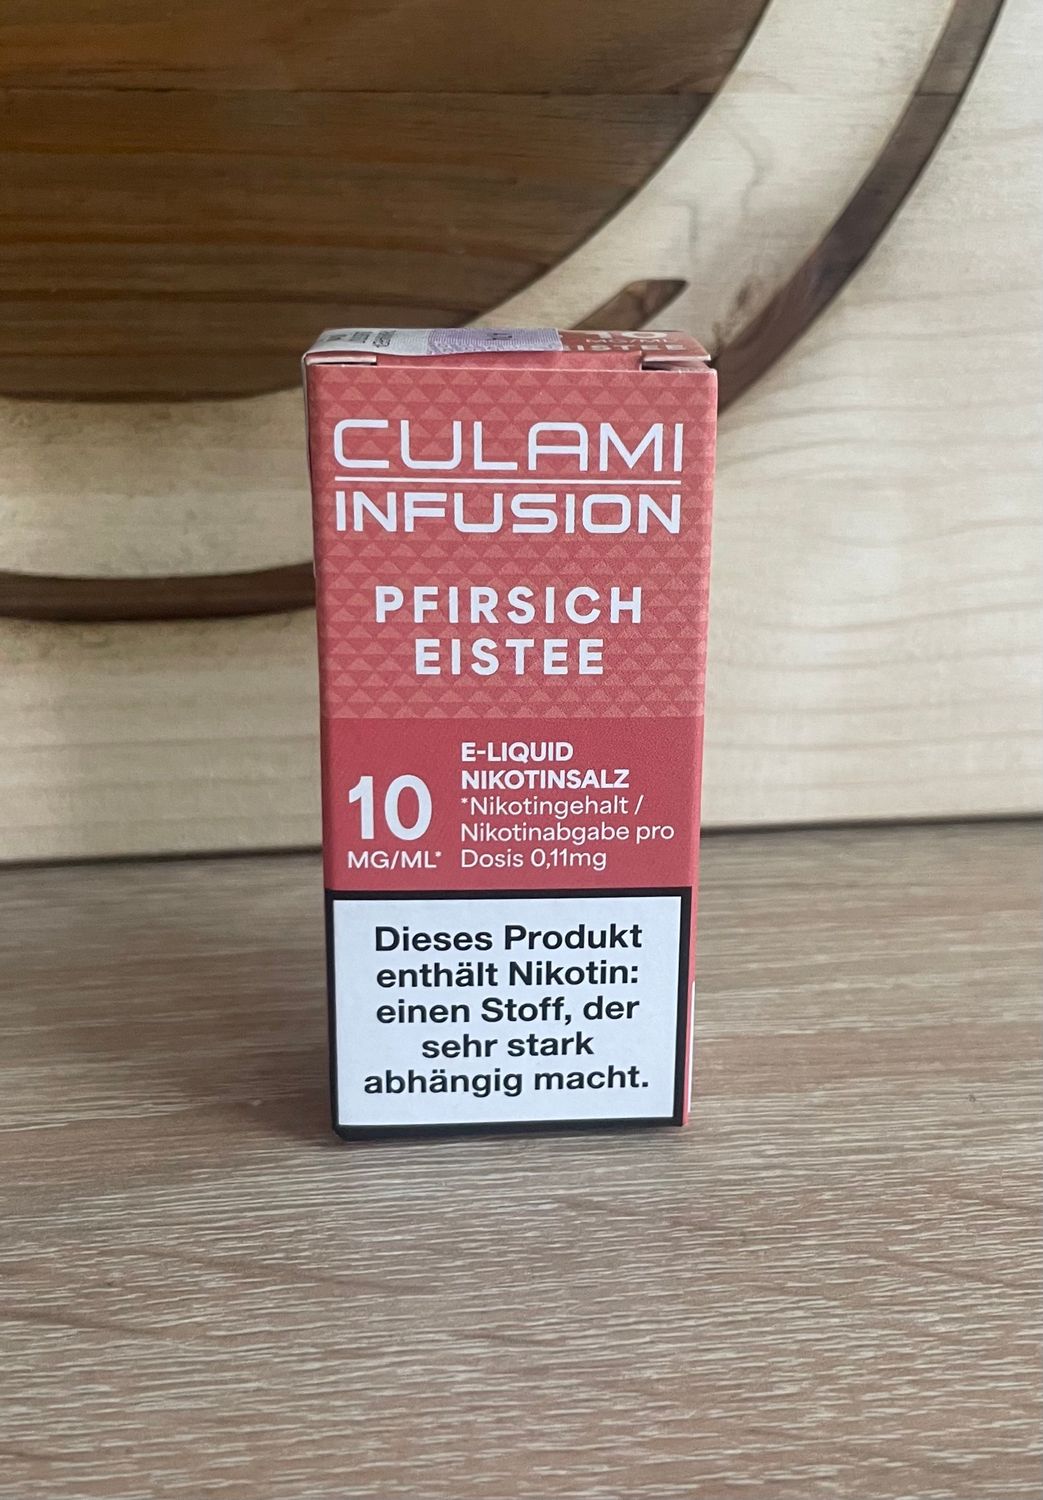 CULAMI
INFUSION
PFIRSICH
EISTEE
E-LIQUID
NIKOTINSALZ
10
MG/ML*
*Nikotingehalt /
Nikotinabgabe pro
Dosis 0,11mg
Dieses Produkt
enthält Nikotin:
einen Stoff, der
sehr stark
abhängig macht.